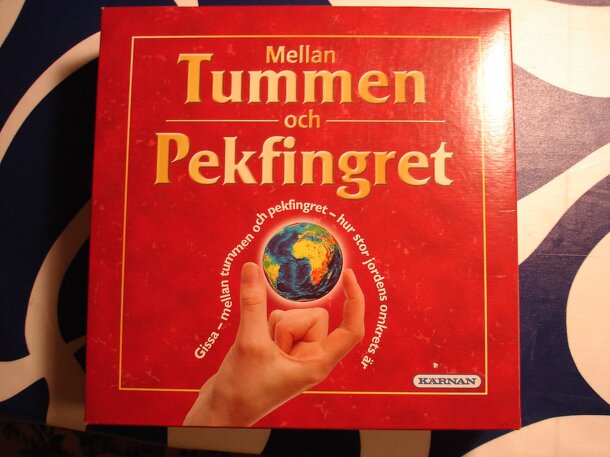 Mellan
Tummen
och
Pekfingret
Gissa – mellan tummen och pekfingret – hur stor jordens omkrets är
KÄRNAN